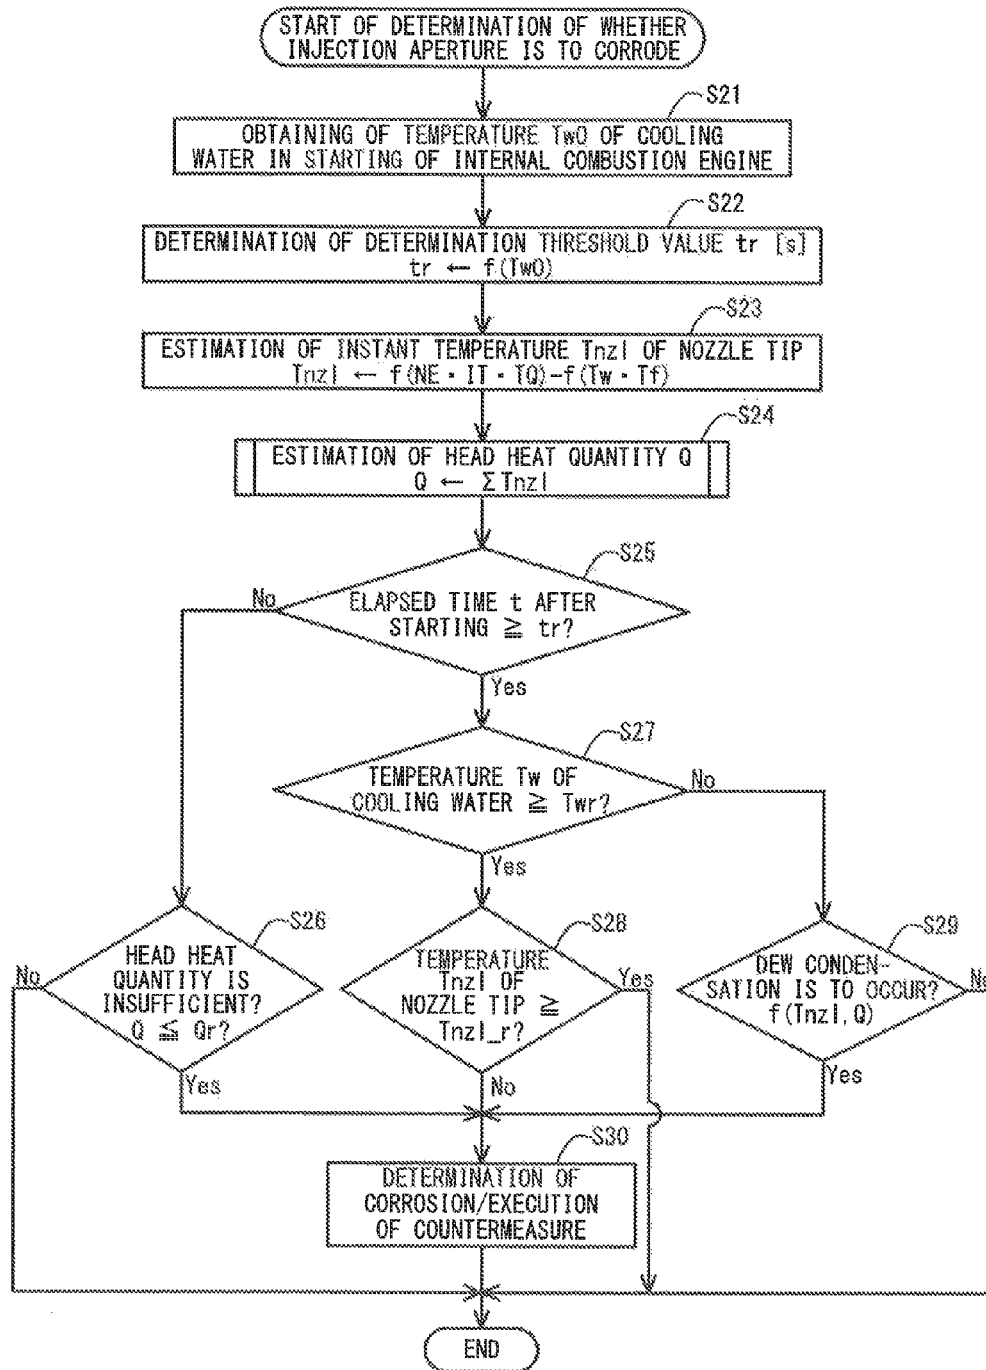 START OF DETERMINATION OF WHETHER
INJECTION APERTURE IS TO CORRODE
S21
OBTAINING OF TEMPERATURE Tw0 OF COOLING
WATER IN STARTING OF INTERNAL COMBUSTION ENGINE
S22
DETERMINATION OF DETERMINATION THRESHOLD VALUE tr [s]
tr ← f(Tw0)
S23
ESTIMATION OF INSTANT TEMPERATURE Tnzl OF NOZZLE TIP
Tnzl ← f(NE・IT・TQ)-f(Tw・Tf)
S24
ESTIMATION OF HEAD HEAT QUANTITY Q
Q ← ΣTnzl
S25
No
ELAPSED TIME t AFTER
STARTING ≧ tr?
Yes
S27
TEMPERATURE Tw OF
COOLING WATER ≧ Twr?
No
Yes
S26
No
HEAD HEAT
QUANTITY IS
INSUFFICIENT?
Q ≦ Qr?
Yes
S28
TEMPERATURE
Tnzl OF
NOZZLE TIP ≧
Tnzl_r?
Yes
No
S29
DEW CONDEN-
SATION IS TO OCCUR?
f(Tnzl,Q)
No
Yes
S30
DETERMINATION OF
CORROSION/EXECUTION
OF COUNTERMEASURE
END